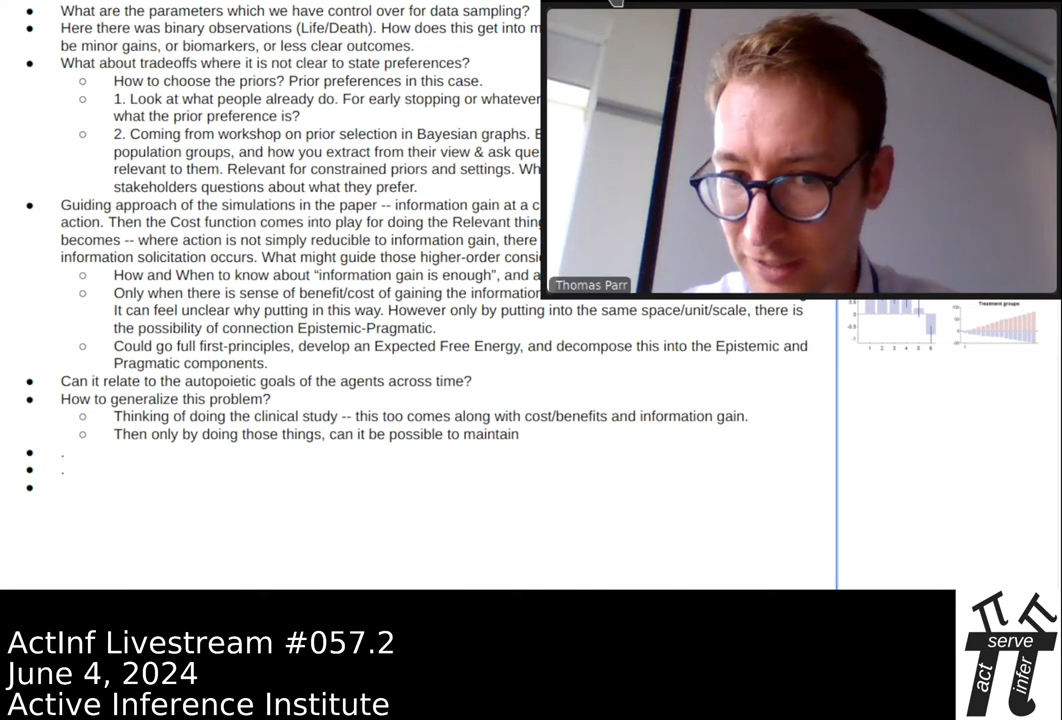 What are the parameters which we have control over for data sampling?
Here there was binary observations (Life/Death). How does this get into m
be minor gains, or biomarkers, or less clear outcomes.
What about tradeoffs where it is not clear to state preferences?
How to choose the priors? Prior preferences in this case.
1. Look at what people already do. For early stopping or whatever
what the prior preference is?
2. Coming from workshop on prior selection in Bayesian graphs. E
population groups, and how you extract from their view & ask que
relevant to them. Relevant for constrained priors and settings. Wh
stakeholders questions about what they prefer.
Guiding approach of the simulations in the paper -- information gain at a c
action. Then the Cost function comes into play for doing the Relevant thing
becomes -- where action is not simply reducible to information gain, there
information solicitation occurs. What might guide those higher-order consi
How and When to know about “information gain is enough”, and a
Only when there is sense of benefit/cost of gaining the information
It can feel unclear why putting in this way. However only by putting into the same space/unit/scale, there is
the possibility of connection Epistemic-Pragmatic.
Could go full first-principles, develop an Expected Free Energy, and decompose this into the Epistemic and
Pragmatic components.
Can it relate to the autopoietic goals of the agents across time?
How to generalize this problem?
Thinking of doing the clinical study -- this too comes along with cost/benefits and information gain.
Then only by doing those things, can it be possible to maintain
.
.
Thomas Parr
Treatment groups
-0.5
-1
1 2 3 4 5 6
1
ActInf Livestream #057.2
June 4, 2024
Active Inference Institute
serve
act
infer